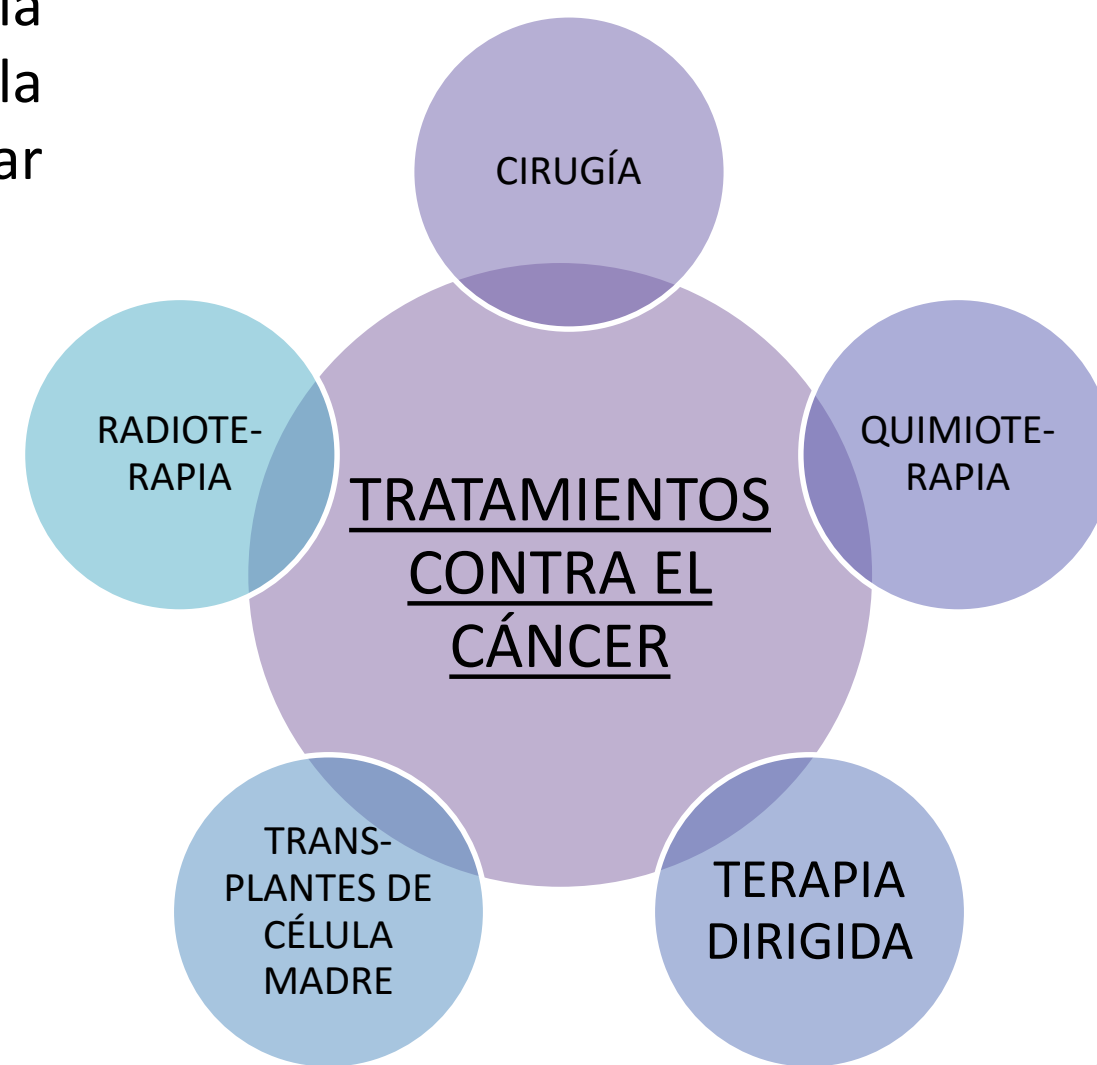 la
la
ar
CIRUGÍA
RADIOTE-
RAPIA
QUIMIOTE-
RAPIA
TRATAMIENTOS
CONTRA EL
CÁNCER
TRANS-
PLANTES DE
CÉLULA
MADRE
TERAPIA
DIRIGIDA